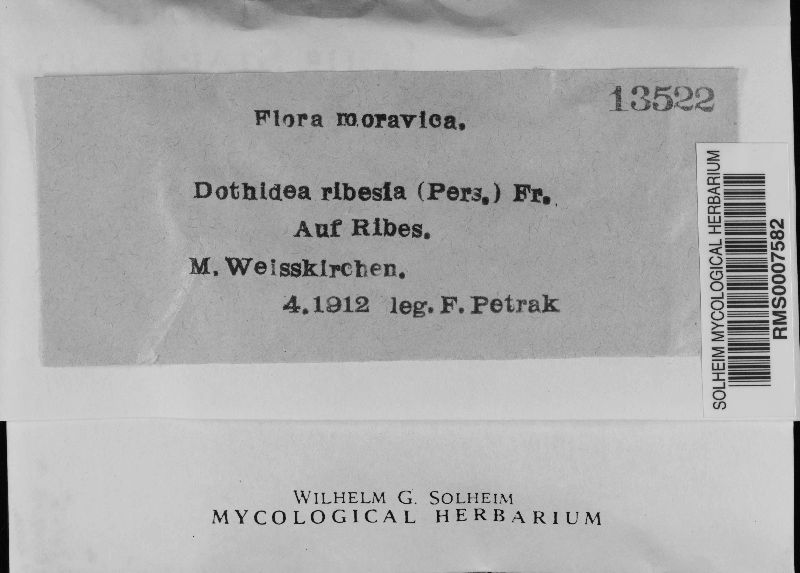 13522
Flora moravica.
Dothidea ribesia (Pers.) Fr.
Auf Ribes.
M. Weisskirchen.
4.1912 leg. F. Petrak
SOLHEIM MYCOLOGICAL HERBARIUM
RMS0007582
WILHELM G. SOLHEIM
MYCOLOGICAL HERBARIUM